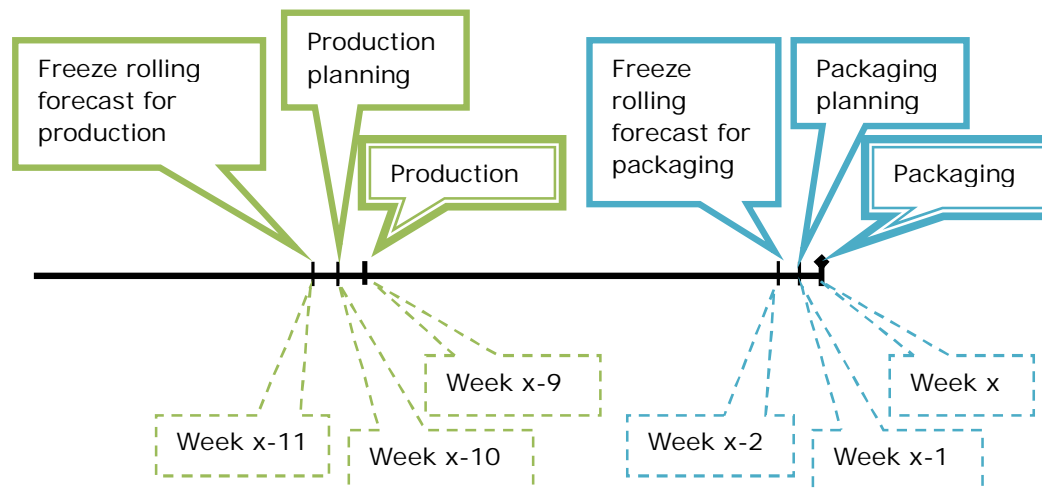 Freeze rolling
forecast for
production
Production
planning
Production
Freeze
rolling
forecast for
packaging
Packaging
planning
Packaging
Week x-11
Week x-10
Week x-9
Week x-2
Week x-1
Week x